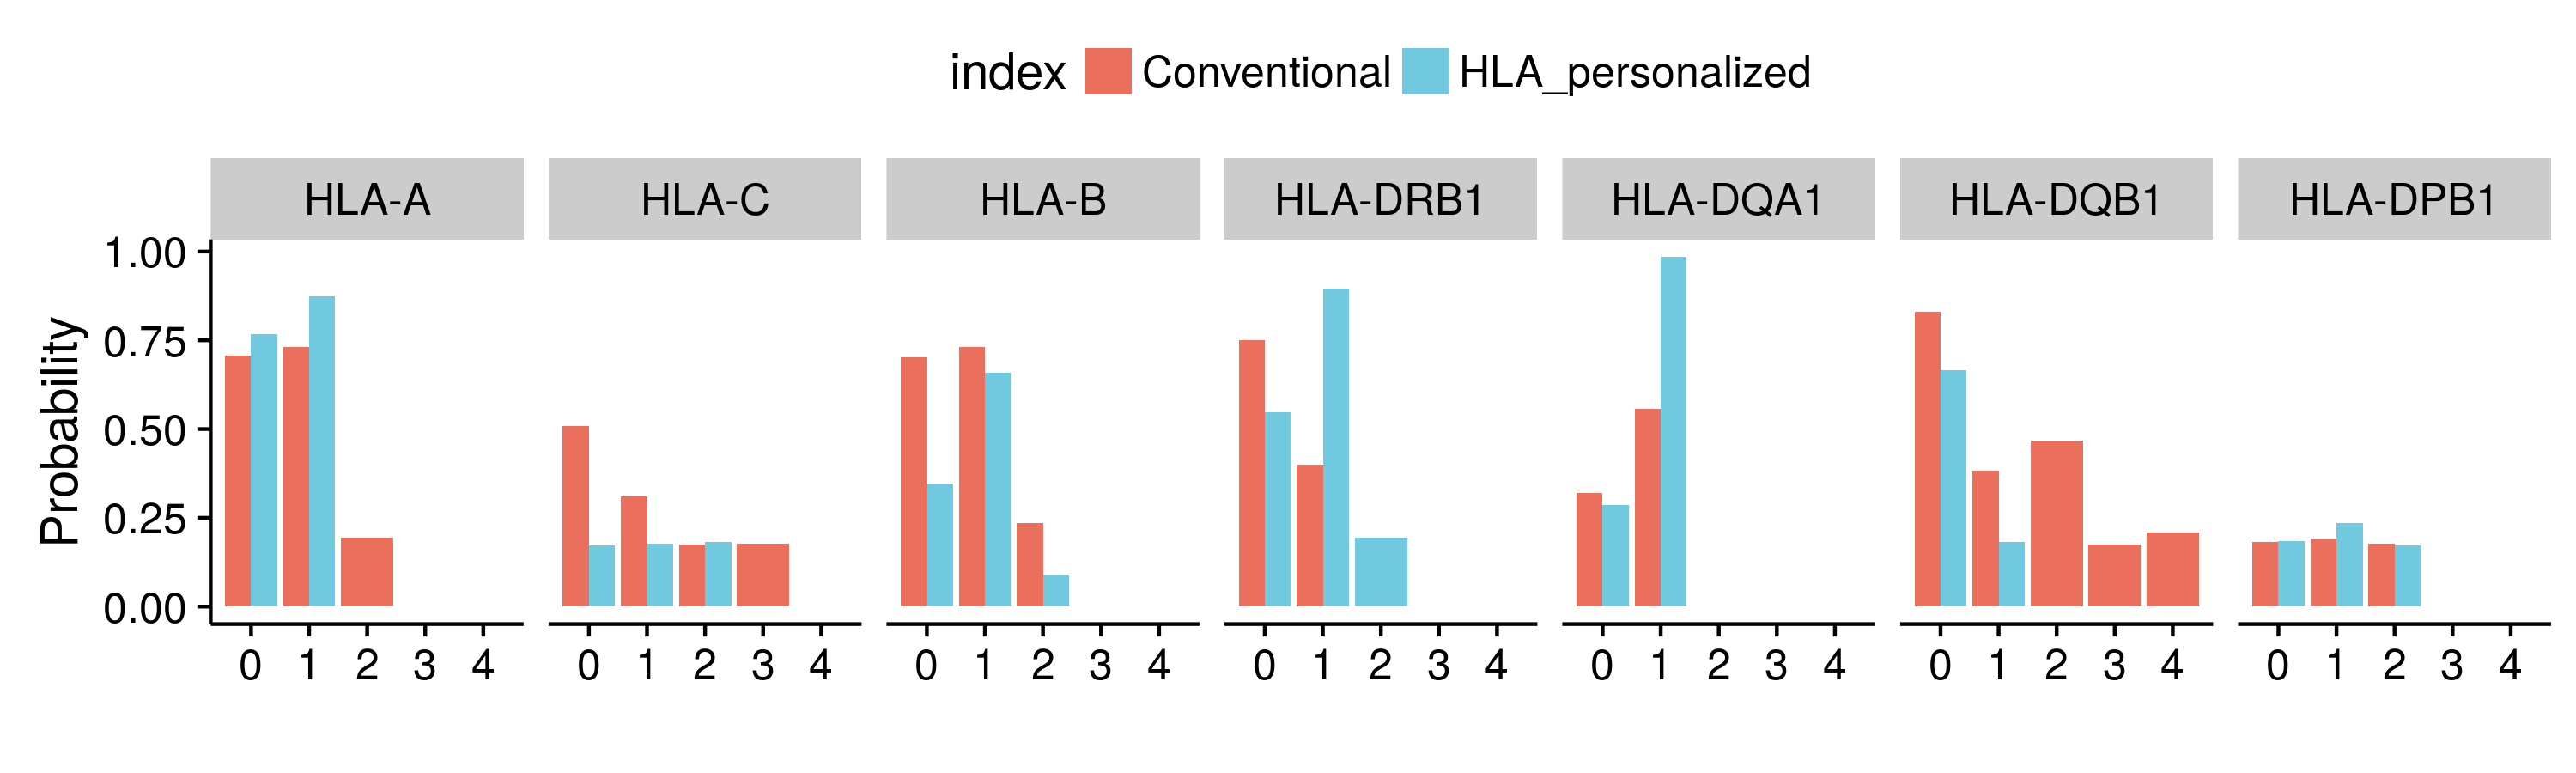 index Conventional HLA_personalized
HLA-A HLA-C HLA-B HLA-DRB1 HLA-DQA1 HLA-DQB1 HLA-DPB1
Probability
1.00
0.75
0.50
0.25
0.00
0 1 2 3 4 0 1 2 3 4 0 1 2 3 4 0 1 2 3 4 0 1 2 3 4 0 1 2 3 4 0 1 2 3 4